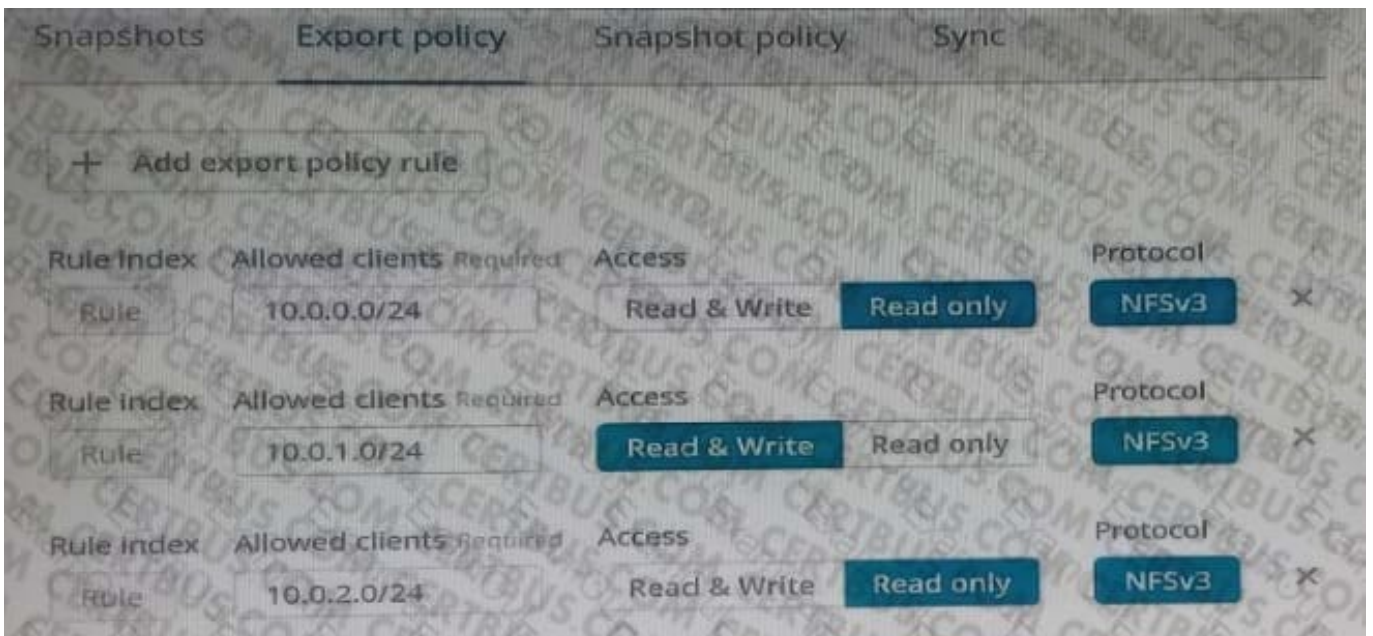 Snapshots Export policy Snapshot policy Sync
+ Add export policy rule
Rule index Allowed clients Required Access Protocol
Rule 10.0.0.0/24 Read & Write Read only NFSv3 ×
Rule index Allowed clients Required Access Protocol
Rule 10.0.1.0/24 Read & Write Read only NFSv3 ×
Rule index Allowed clients Required Access Protocol
Rule 10.0.2.0/24 Read & Write Read only NFSv3 ×
CERTBUS.COM